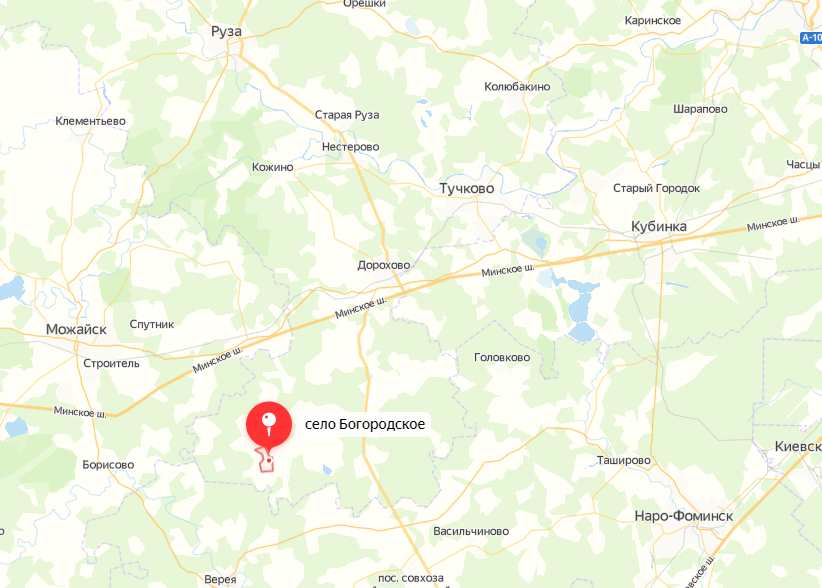 Орешки
Каринское
Руза
А-10
Колюбакино
Шарапово
Старая Руза
Клементьево
Нестерово
Часцы
Кожино
Тучково
Старый Городок
Кубинка
Минское ш.
Дорохово
Минское ш.
Минское ш.
Спутник
Можайск
Минское ш.
Головково
Строитель
Минское ш.
село Богородское
Киевск
Борисово
Таширово
Наро-Фоминск
Васильчиново
Верея
пос. совхоза
вское ш.